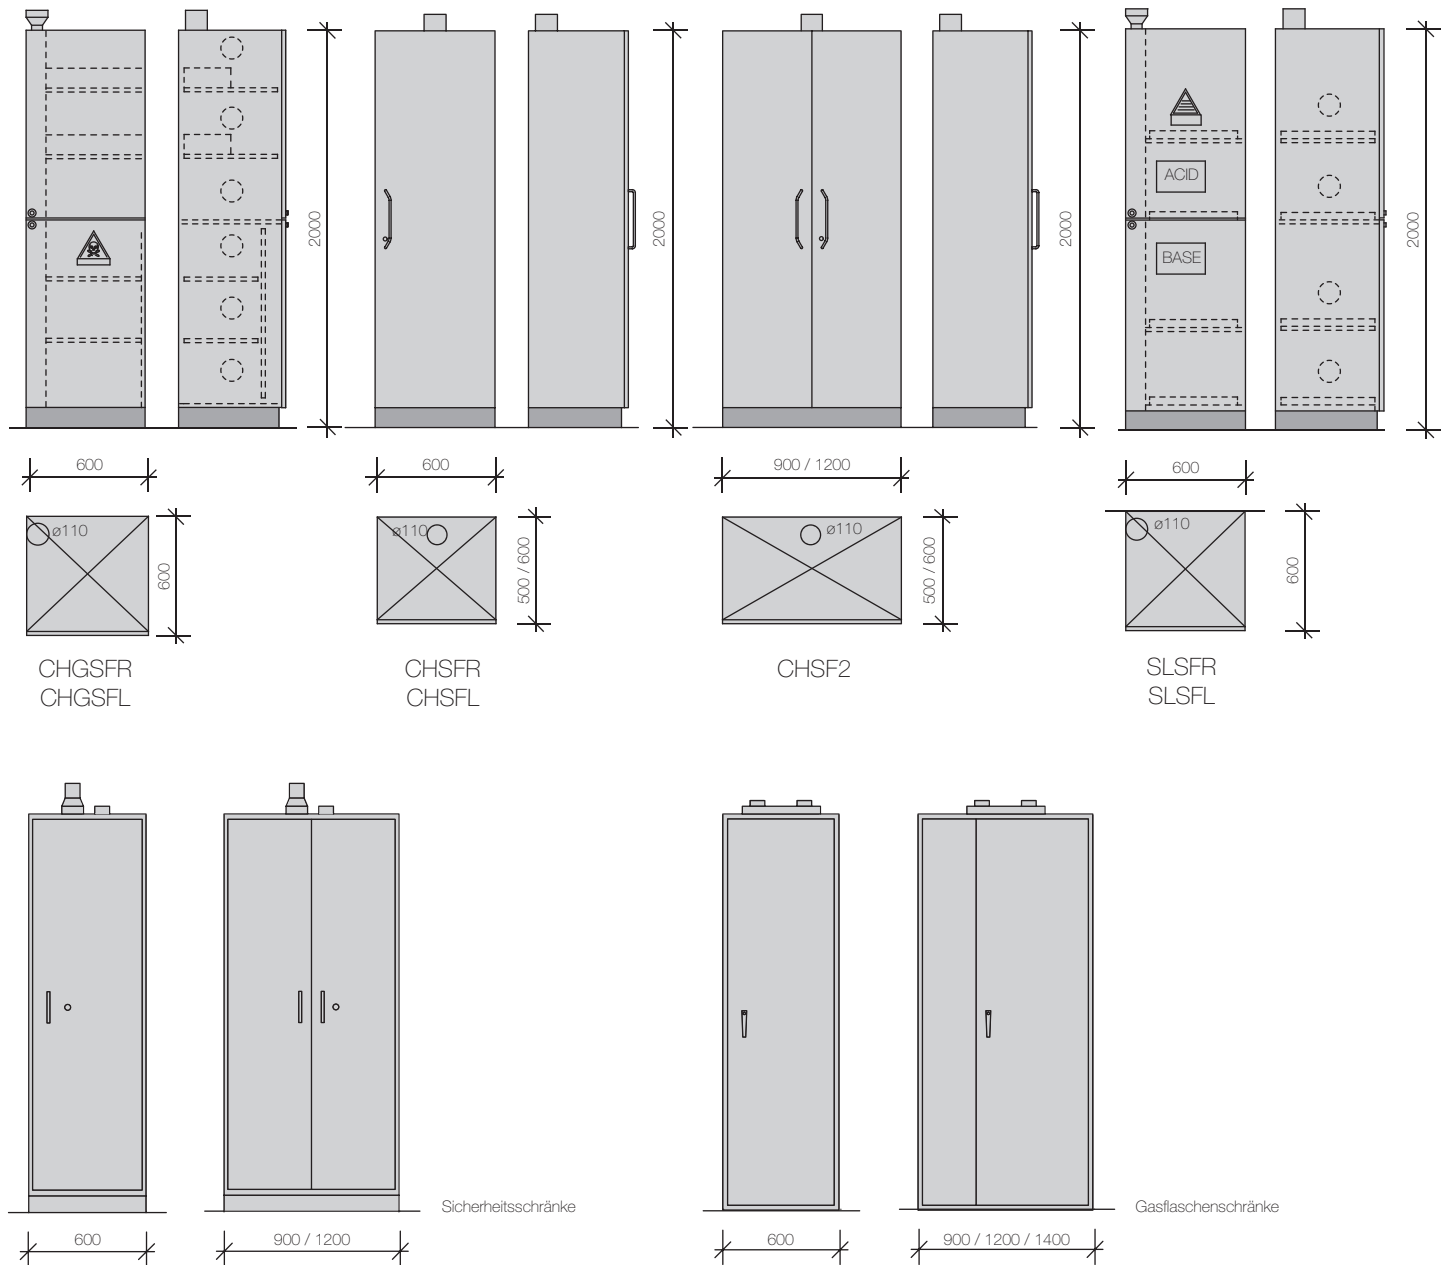 2000
2000
2000
2000
ACID
BASE
600
600
900 / 1200
600
ø110
600
ø110
500 / 600
ø110
500 / 600
ø110
600
CHGSFR
CHGSFL
CHSFR
CHSFL
CHSF2
SLSFR
SLSFL
Sicherheitsschränke
Gasflaschenschränke
600
900 / 1200
600
900 / 1200 / 1400